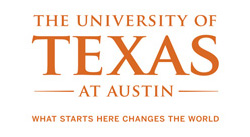 THE UNIVERSITY OF
TEXAS
AT AUSTIN
WHAT STARTS HERE CHANGES THE WORLD